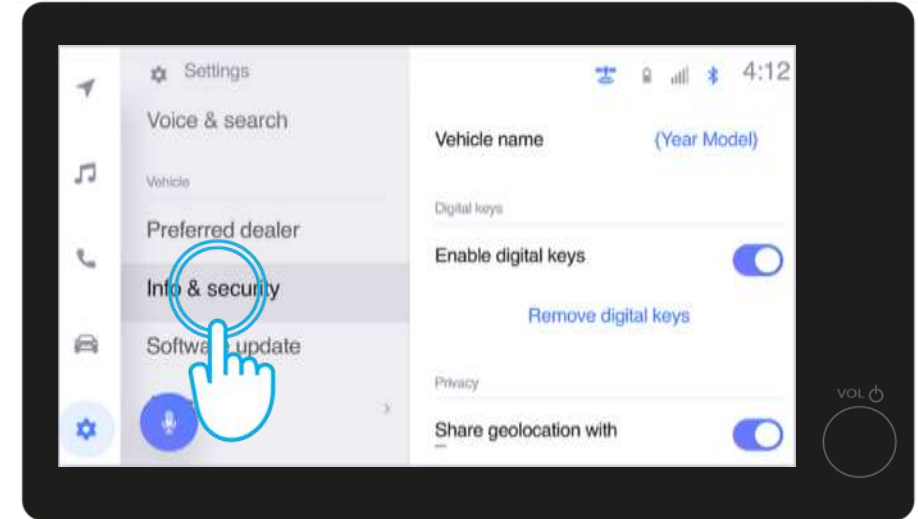 Settings
4:12
Voice & search
Vehicle
Preferred dealer
Info & security
Software update
Vehicle name
(Year Model)
Digital keys
Enable digital keys
Remove digital keys
Privacy
Share geolocation with
VOL